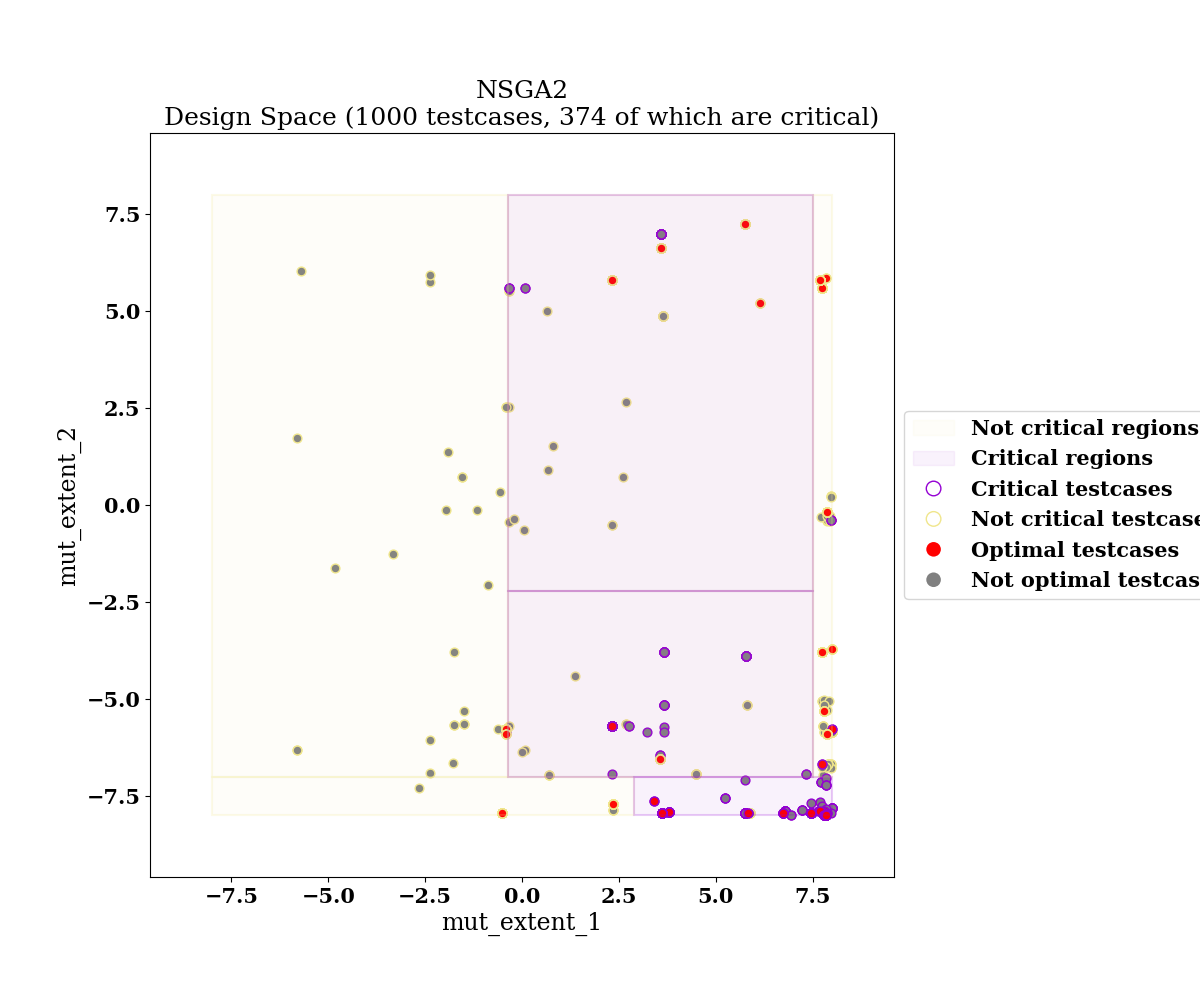 NSGA2
Design Space (1000 testcases, 374 of which are critical)
7.5
5.0
2.5
0.0
−2.5
−5.0
−7.5
mut_extent_2
−7.5
−5.0
−2.5
0.0
2.5
5.0
7.5
mut_extent_1
Not critical regions
Critical regions
Critical testcases
Not critical testcase
Optimal testcases
Not optimal testcas